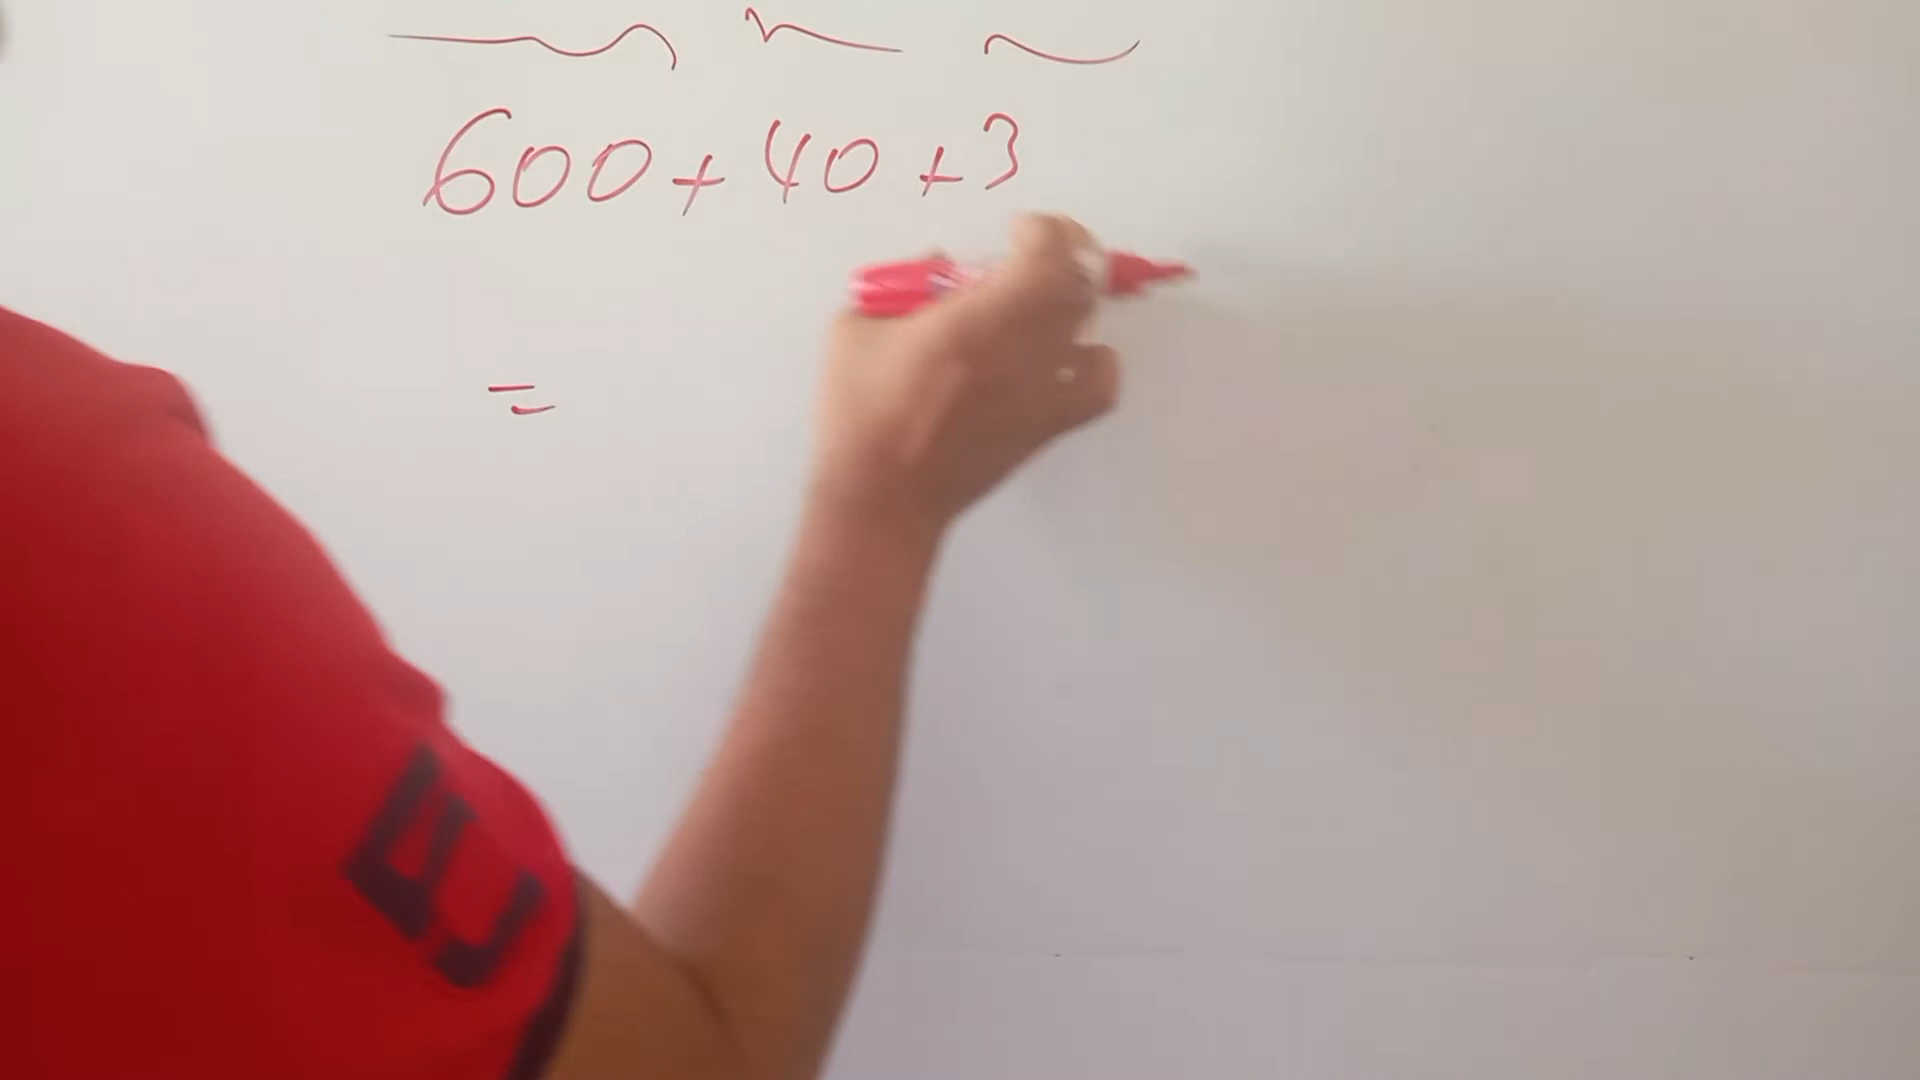 600 + 40 + 3
=